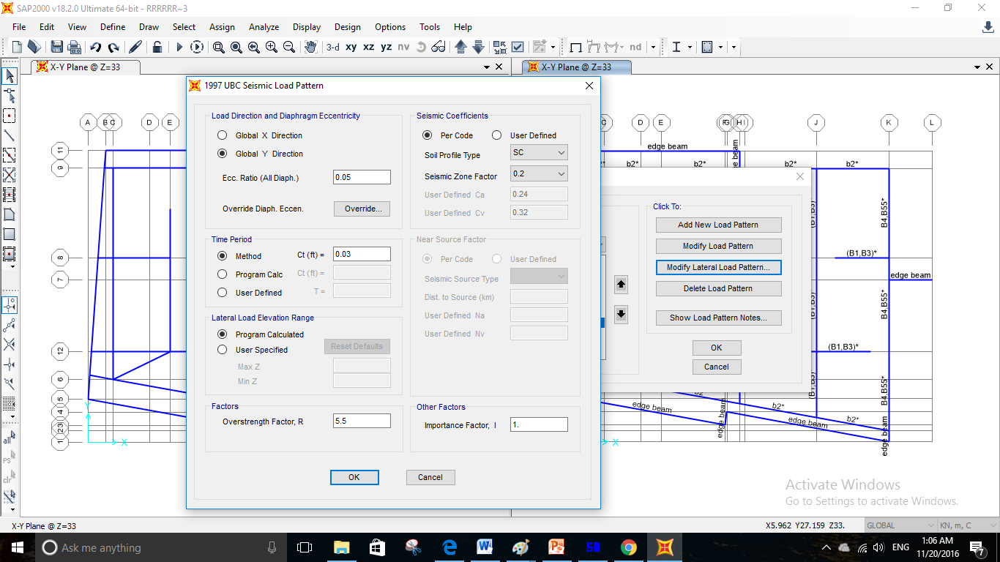 SAP2000 v18.2.0 Ultimate 64-bit - RRRRRR~3
File Edit View Define Draw Select Assign Analyze Display Design Options Tools Help
3-d xy xz yz nv nd
X-Y Plane @ Z=33
X-Y Plane @ Z=33
1997 UBC Seismic Load Pattern
Load Direction and Diaphragm Eccentricity
Global X Direction
Global Y Direction
Ecc. Ratio (All Diaph.) 0.05
Override Diaph. Eccen. Override...
Time Period
Method Ct (ft) = 0.03
Program Calc Ct (ft) =
User Defined T =
Lateral Load Elevation Range
Program Calculated
User Specified Reset Defaults
Max Z
Min Z
Factors
Overstrength Factor, R 5.5
Seismic Coefficients
Per Code User Defined
Soil Profile Type SC
Seismic Zone Factor 0.2
User Defined Ca 0.24
User Defined Cv 0.32
Near Source Factor
Per Code User Defined
Seismic Source Type
Dist. to Source (km)
User Defined Na
User Defined Nv
Other Factors
Importance Factor, I 1.
OK Cancel
Click To:
Add New Load Pattern
Modify Load Pattern
Modify Lateral Load Pattern...
Delete Load Pattern
Show Load Pattern Notes...
OK
Cancel
A B C D E
11
9
8
7
12
6
5
4
1
Y
X
C D E F G H I J K L
edge beam
edge beam
b2* b2* b2*
B4,B55*
(B1,B3)*
edge beam
B4,B55*
(B1,B3)*
B4,B55*
(B1,B3)*
b2*
b2*
b2*
edge beam
edge beam
edge beam
edge beam
X
all
PS
clr
Activate Windows
Go to Settings to activate Windows.
X-Y Plane @ Z=33
X5.962 Y27.159 Z33.
GLOBAL
KN, m, C
Ask me anything
ENG
1:06 AM
11/20/2016
7